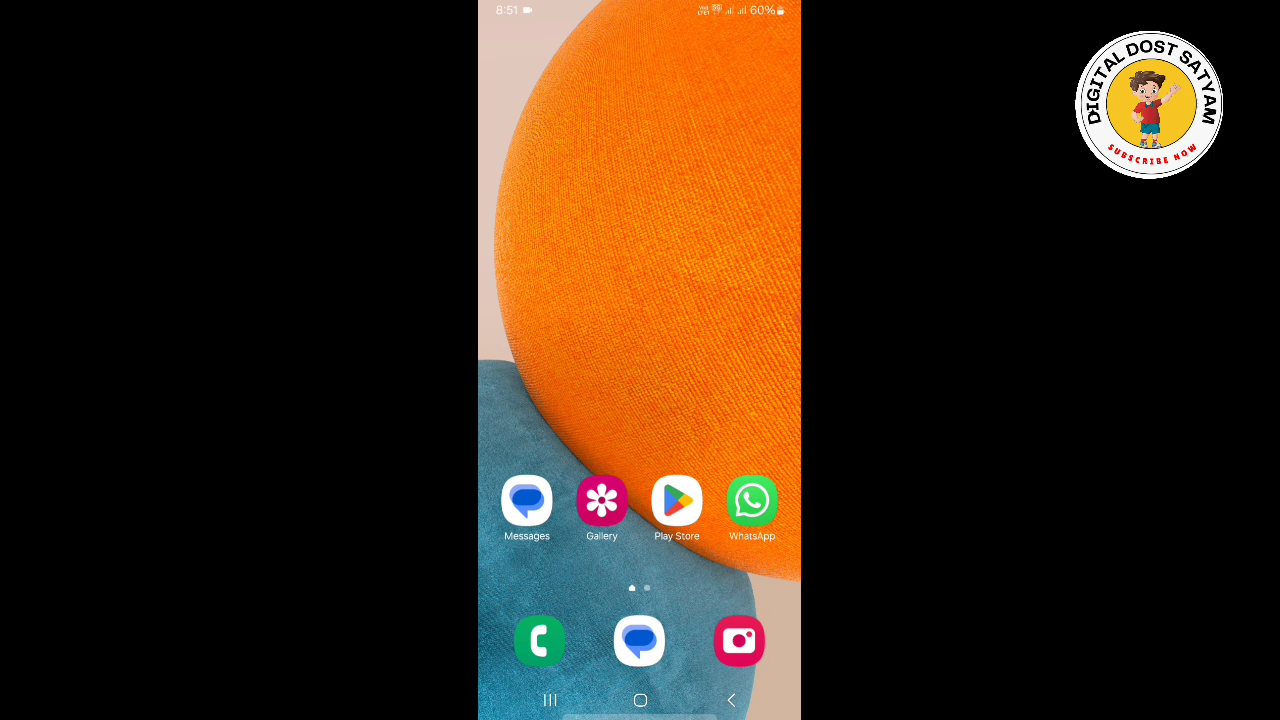 8:51
60%
DIGITAL DOST SATYAM
SUBSCRIBE NOW
Messages
Gallery
Play Store
WhatsApp